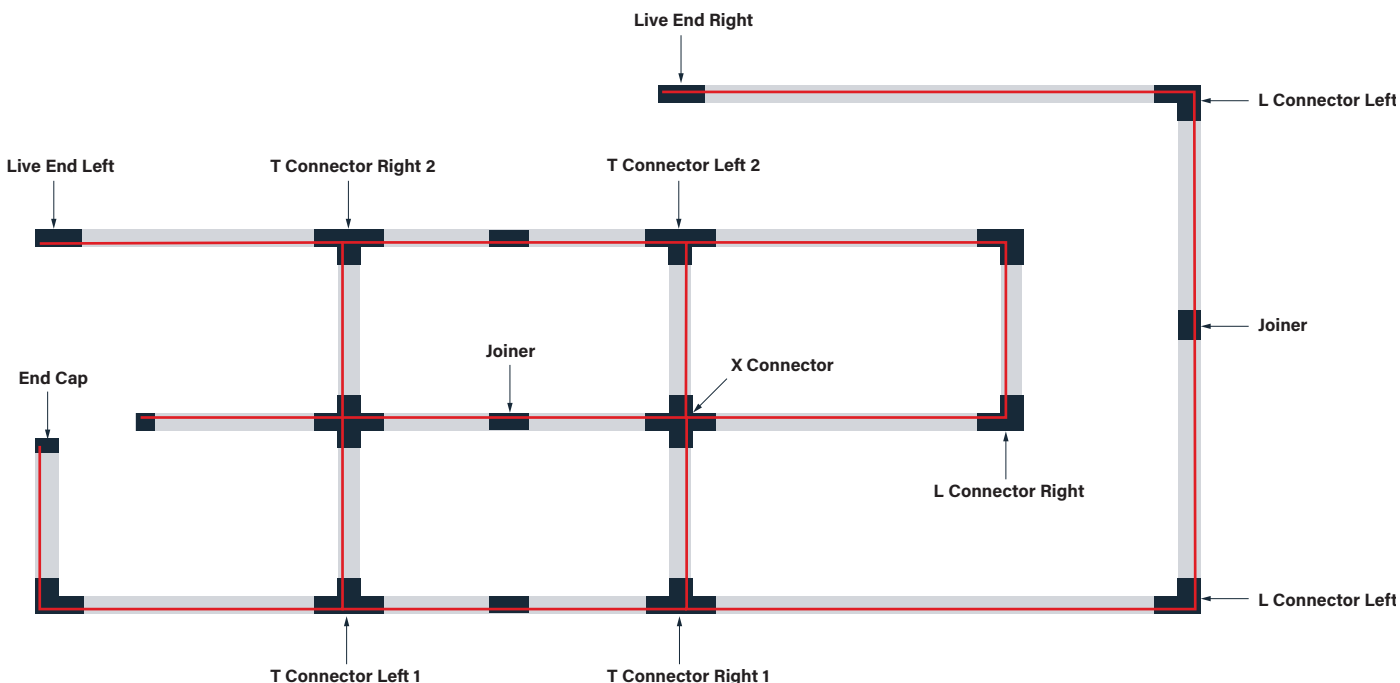 Live End Right
L Connector Left
Live End Left
T Connector Right 2
T Connector Left 2
Joiner
Joiner
X Connector
End Cap
L Connector Right
L Connector Left
T Connector Left 1
T Connector Right 1